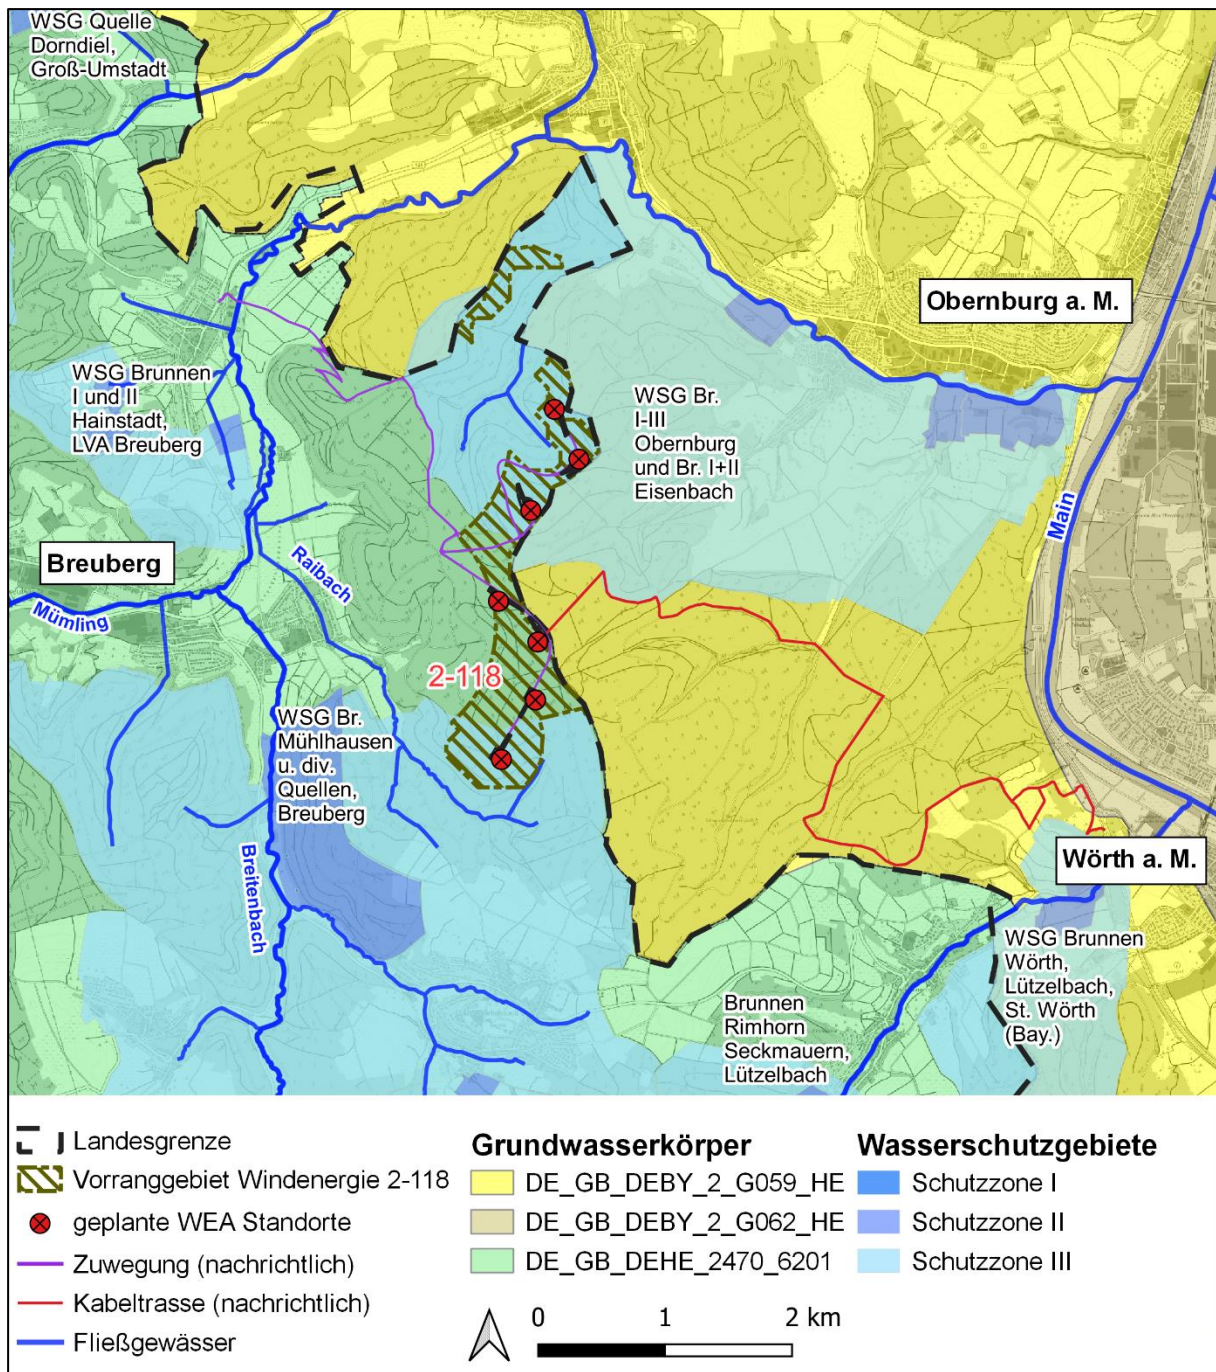 WSG Quelle
Dorndiel,
Groß-Umstadt
Obernburg a. M.
WSG Brunnen
I und II
Hainstadt,
LVA Breuberg
WSG Br.
I-III
Obernburg
und Br. I+II
Eisenbach
Main
Breuberg
Raibach
Mümling
2-118
WSG Br.
Mühlhausen
u. div.
Quellen,
Breuberg
Breitenbach
Wörth a. M.
WSG Brunnen
Wörth,
Lützelbach,
St. Wörth
(Bay.)
Brunnen
Rimhorn
Seckmauern,
Lützelbach
Landesgrenze
Vorranggebiet Windenergie 2-118
geplante WEA Standorte
Zuwegung (nachrichtlich)
Kabeltrasse (nachrichtlich)
Fließgewässer
Grundwasserkörper
DE_GB_DEBY_2_G059_HE
DE_GB_DEBY_2_G062_HE
DE_GB_DEHE_2470_6201
0 1 2 km
Wasserschutzgebiete
Schutzzone I
Schutzzone II
Schutzzone III